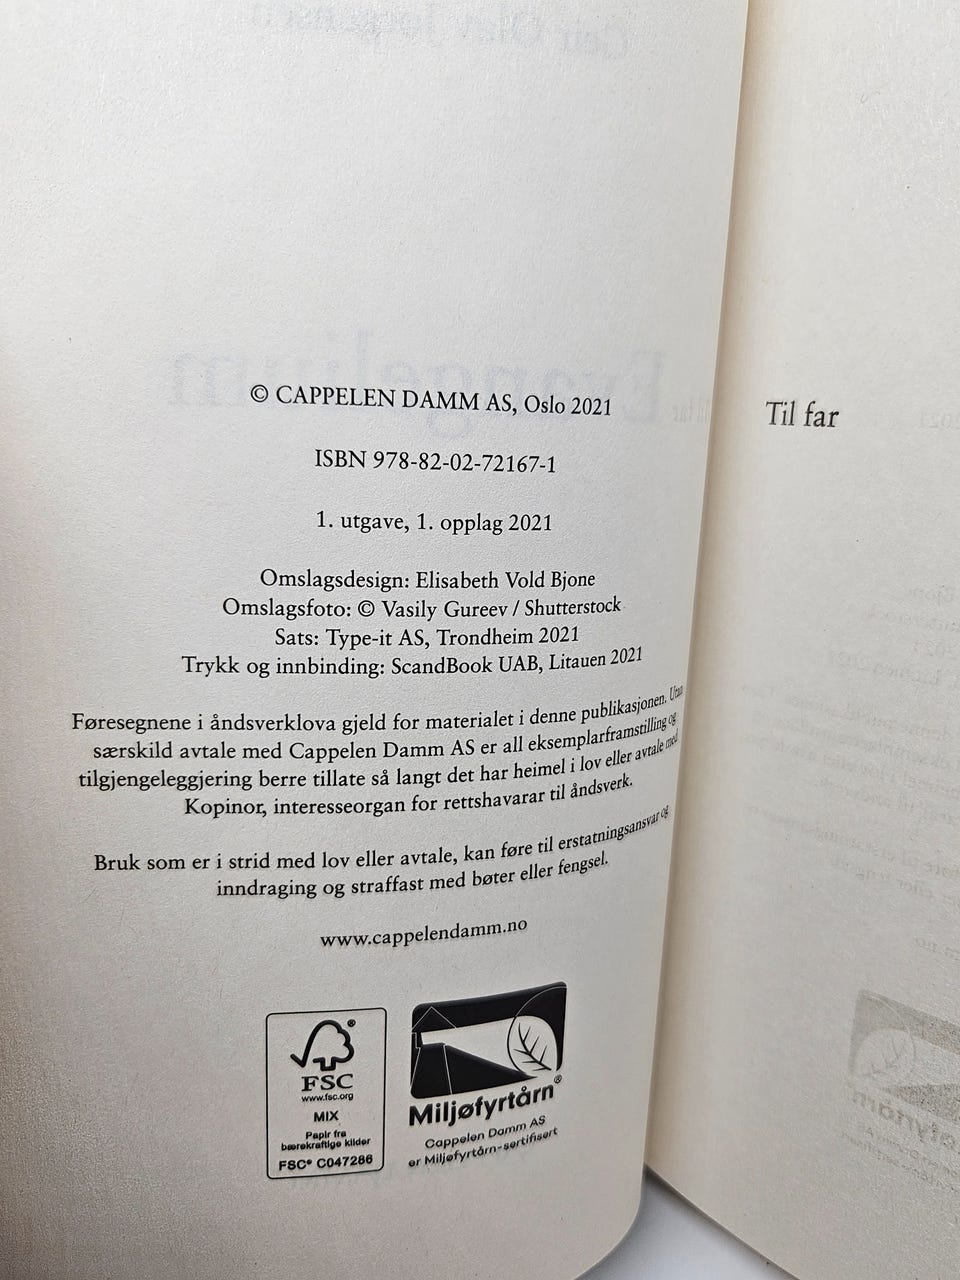 © CAPPELEN DAMM AS, Oslo 2021
ISBN 978-82-02-72167-1
1. utgave, 1. opplag 2021
Omslagsdesign: Elisabeth Vold Bjone
Omslagsfoto: © Vasily Gureev / Shutterstock
Sats: Type-it AS, Trondheim 2021
Trykk og innbinding: ScandBook UAB, Litauen 2021
Føresegnene i åndsverklova gjeld for materialet i denne publikasjonen. Utan
særskild avtale med Cappelen Damm AS er all eksemplarframstilling og
tilgjengeleggjering berre tillate så langt det har heimel i lov eller avtale med
Kopinor, interesseorgan for rettshavarar til åndsverk.
Bruk som er i strid med lov eller avtale, kan føre til erstatningsansvar og
inndraging og straffast med bøter eller fengsel.
www.cappelendamm.no
FSC®
www.fsc.org
MIX
Papir fra
bærekraftige kilder
FSC® C047286
Miljøfyrtårn®
Cappelen Damm AS
er Miljøfyrtårn-sertifisert
Til far